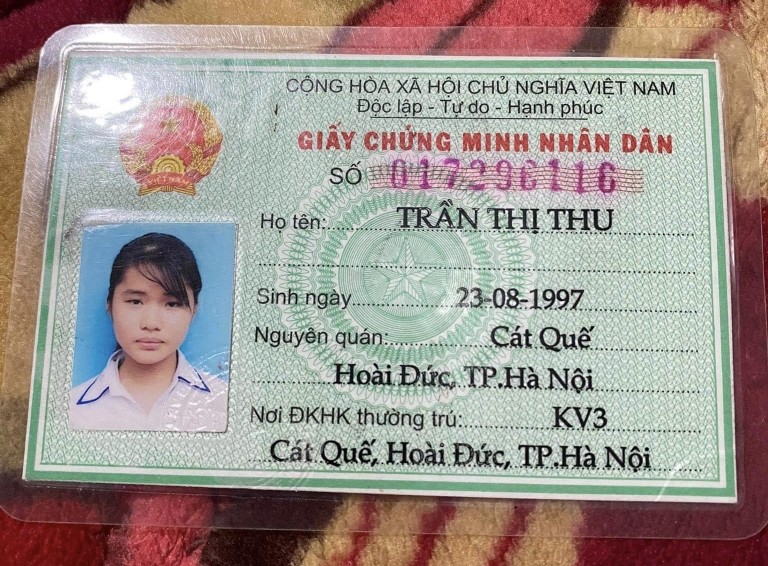 CỘNG HÒA XÃ HỘI CHỦ NGHĨA VIỆT NAM
Độc lập - Tự do - Hạnh phúc
GIẤY CHỨNG MINH NHÂN DÂN
SỐ 017296116
Họ tên: TRẦN THỊ THU
Sinh ngày 23-08-1997
Nguyên quán: Cát Quế
Hoài Đức, TP.Hà Nội
Nơi ĐKHK thường trú: KV3
Cát Quế, Hoài Đức, TP.Hà Nội